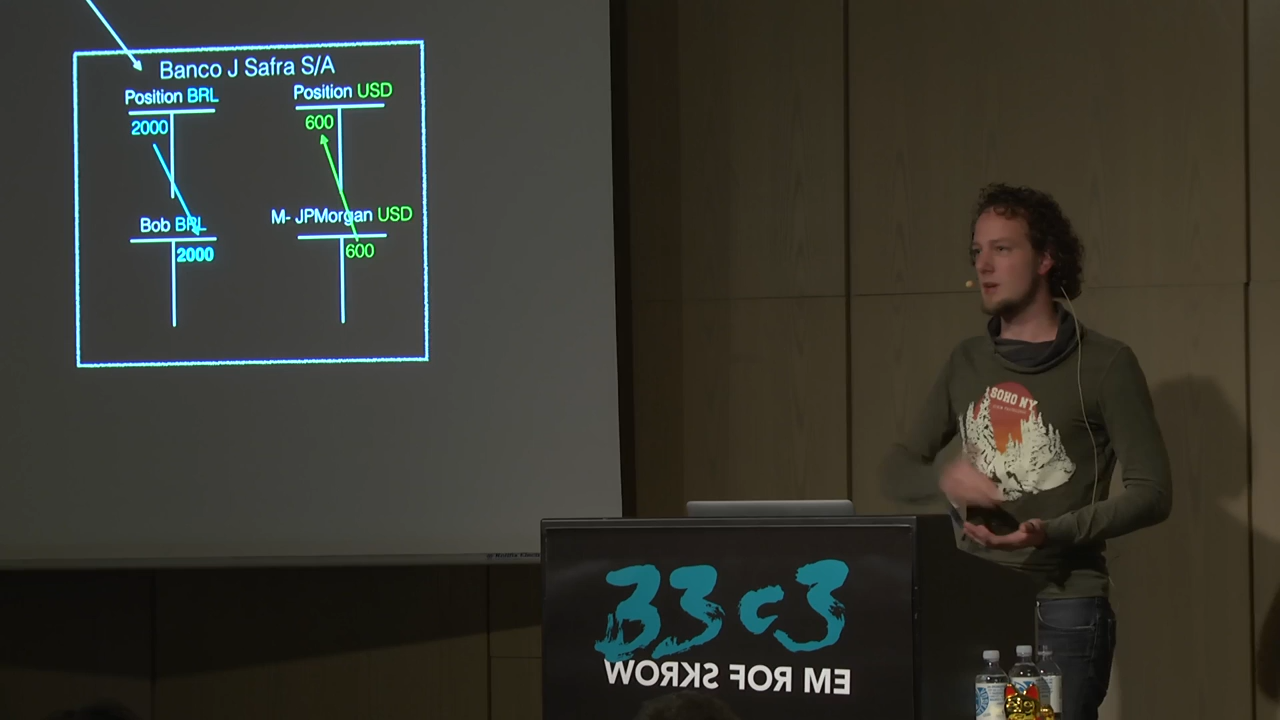 Banco J Safra S/A
Position BRL
Position USD
2000
600
Bob BRL
M- JPMorgan USD
2000
600
SOHO NY
33c3
WORKS FOR ME